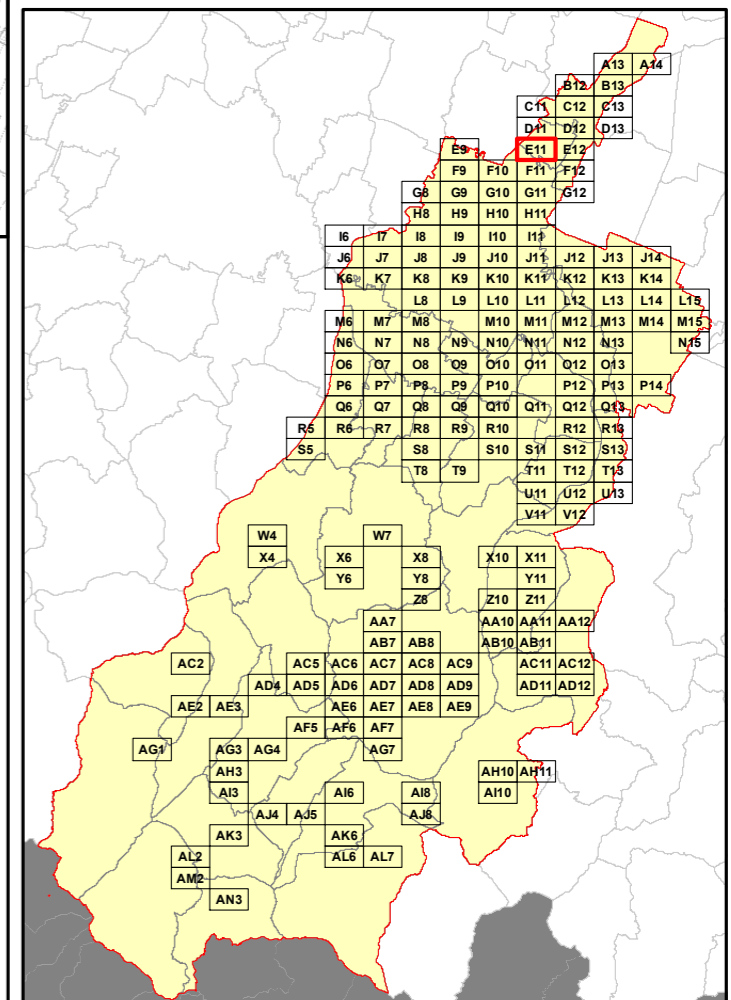 A13 A14
B12 B13
C11 C12 C13
D11 D12 D13
E9 E11 E12
F9 F10 F11 F12
G8 G9 G10 G11 G12
H8 H9 H10 H11
I6 I7 I8 I9 I10 I11
J6 J7 J8 J9 J10 J11 J12 J13 J14
K6 K7 K8 K9 K10 K11 K12 K13 K14
L8 L9 L10 L11 L12 L13 L14 L15
M6 M7 M8 M10 M11 M12 M13 M14 M15
N6 N7 N8 N9 N10 N11 N12 N13 N15
O6 O7 O8 O9 O10 O11 O12 O13
P6 P7 P8 P9 P10 P12 P13 P14
Q6 Q7 Q8 Q9 Q10 Q11 Q12 Q13
R5 R6 R7 R8 R9 R10 R12 R13
S5 S8 S10 S11 S12 S13
T8 T9 T11 T12 T13
U11 U12 U13
V11 V12
W4 W7
X4 X6 X8 X10 X11
Y6 Y8 Y11
Z8 Z10 Z11
AA7 AA10 AA11 AA12
AB7 AB8 AB10 AB11
AC2 AC5 AC6 AC7 AC8 AC9 AC11 AC12
AD4 AD5 AD6 AD7 AD8 AD9 AD11 AD12
AE2 AE3 AE6 AE7 AE8 AE9
AF5 AF6 AF7
AG1 AG3 AG4 AG7
AH3 AH10 AH11
AI3 AI6 AI8 AI10
AJ4 AJ5 AJ8
AK3 AK6
AL2 AL6 AL7
AM2
AN3